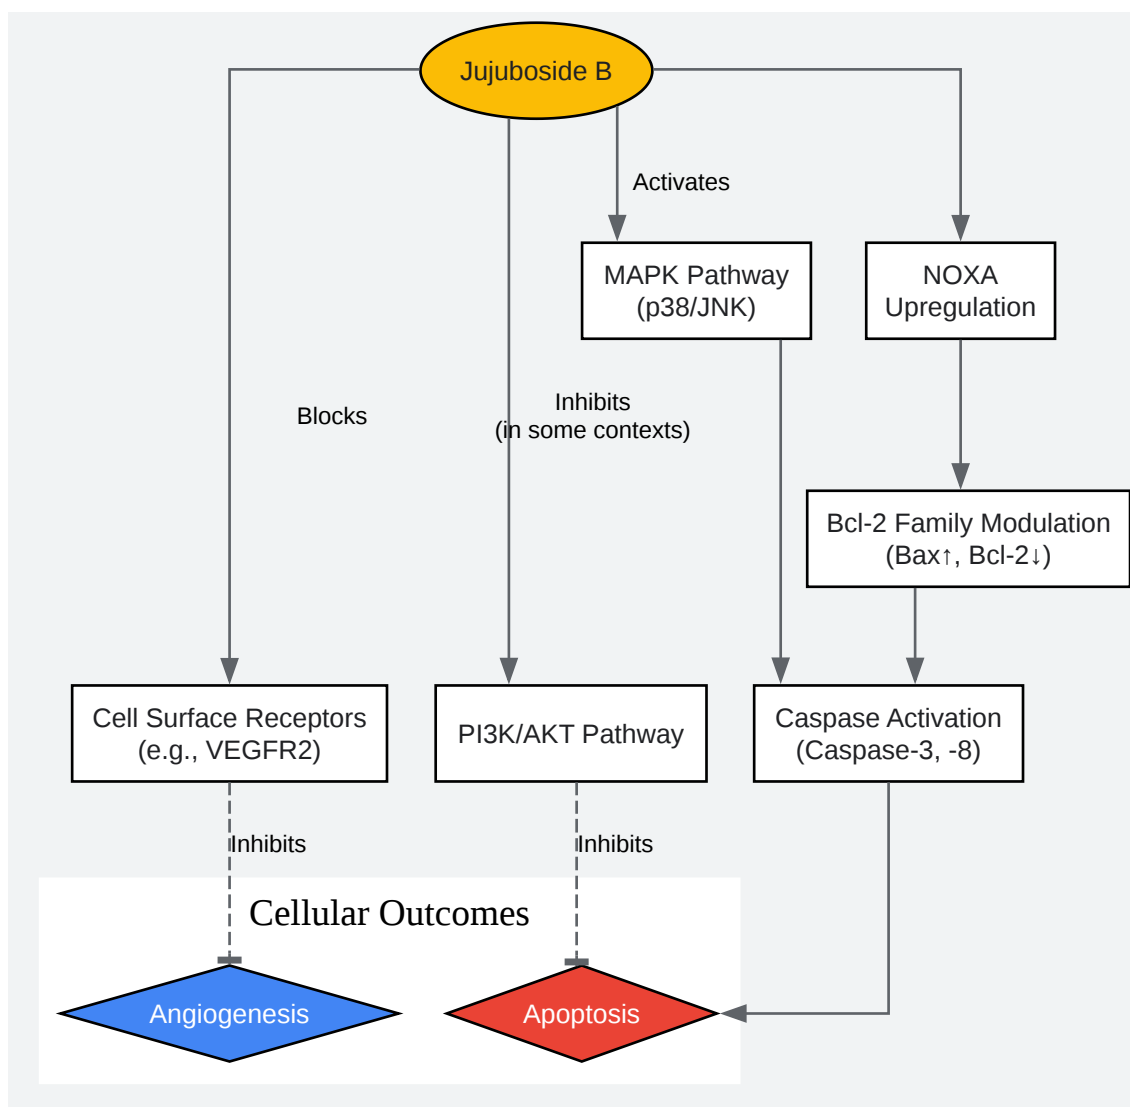 Jujuboside B
Activates
MAPK Pathway
(p38/JNK)
NOXA
Upregulation
Blocks
Inhibits
(in some contexts)
Bcl-2 Family Modulation
(Bax↑, Bcl-2↓)
Cell Surface Receptors
(e.g., VEGFR2)
PI3K/AKT Pathway
Caspase Activation
(Caspase-3, -8)
Inhibits
Inhibits
Cellular Outcomes
Angiogenesis
Apoptosis